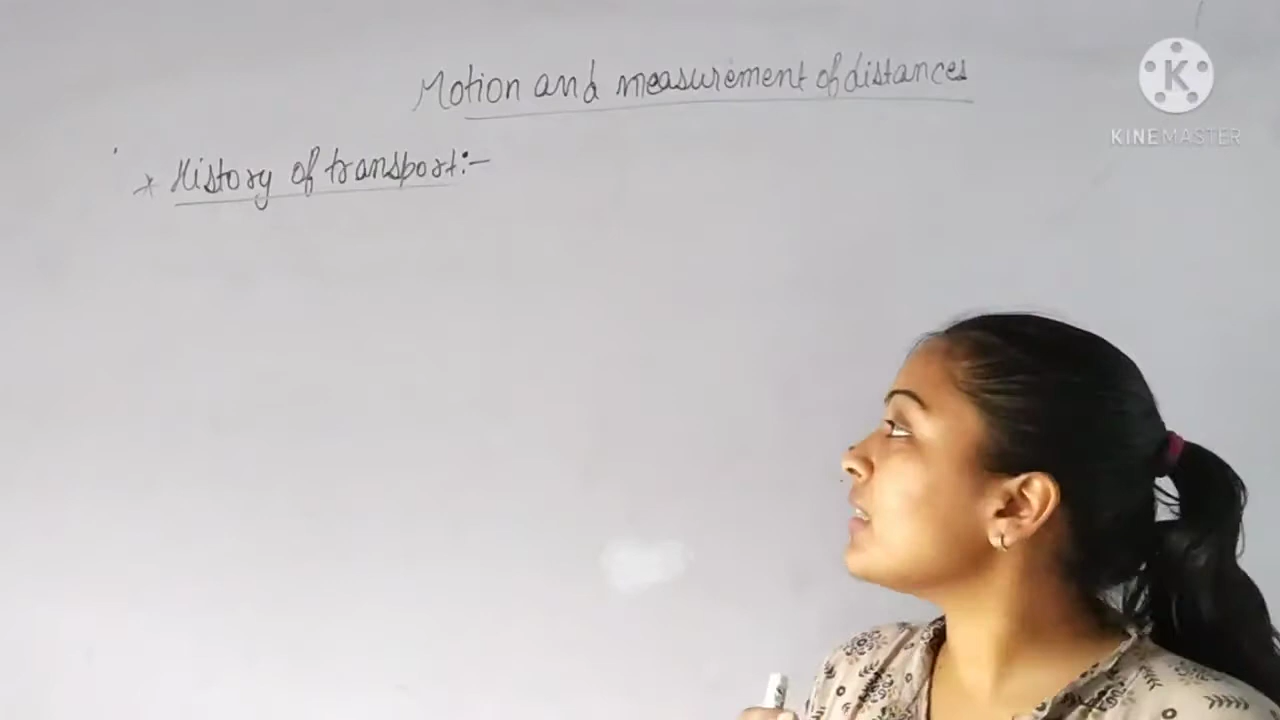 Motion and measurement of distances
* History of transport:-
K
KINEMASTER